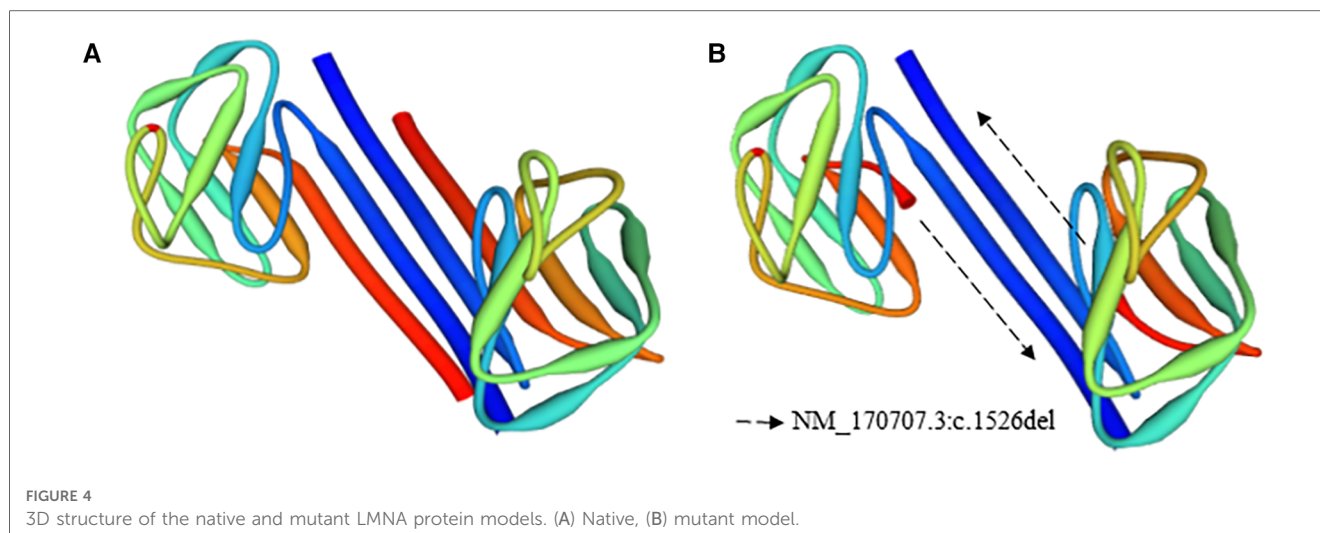 A
B
NM_170707.3:c.1526del
FIGURE 4
3D structure of the native and mutant LMNA protein models. (A) Native, (B) mutant model.